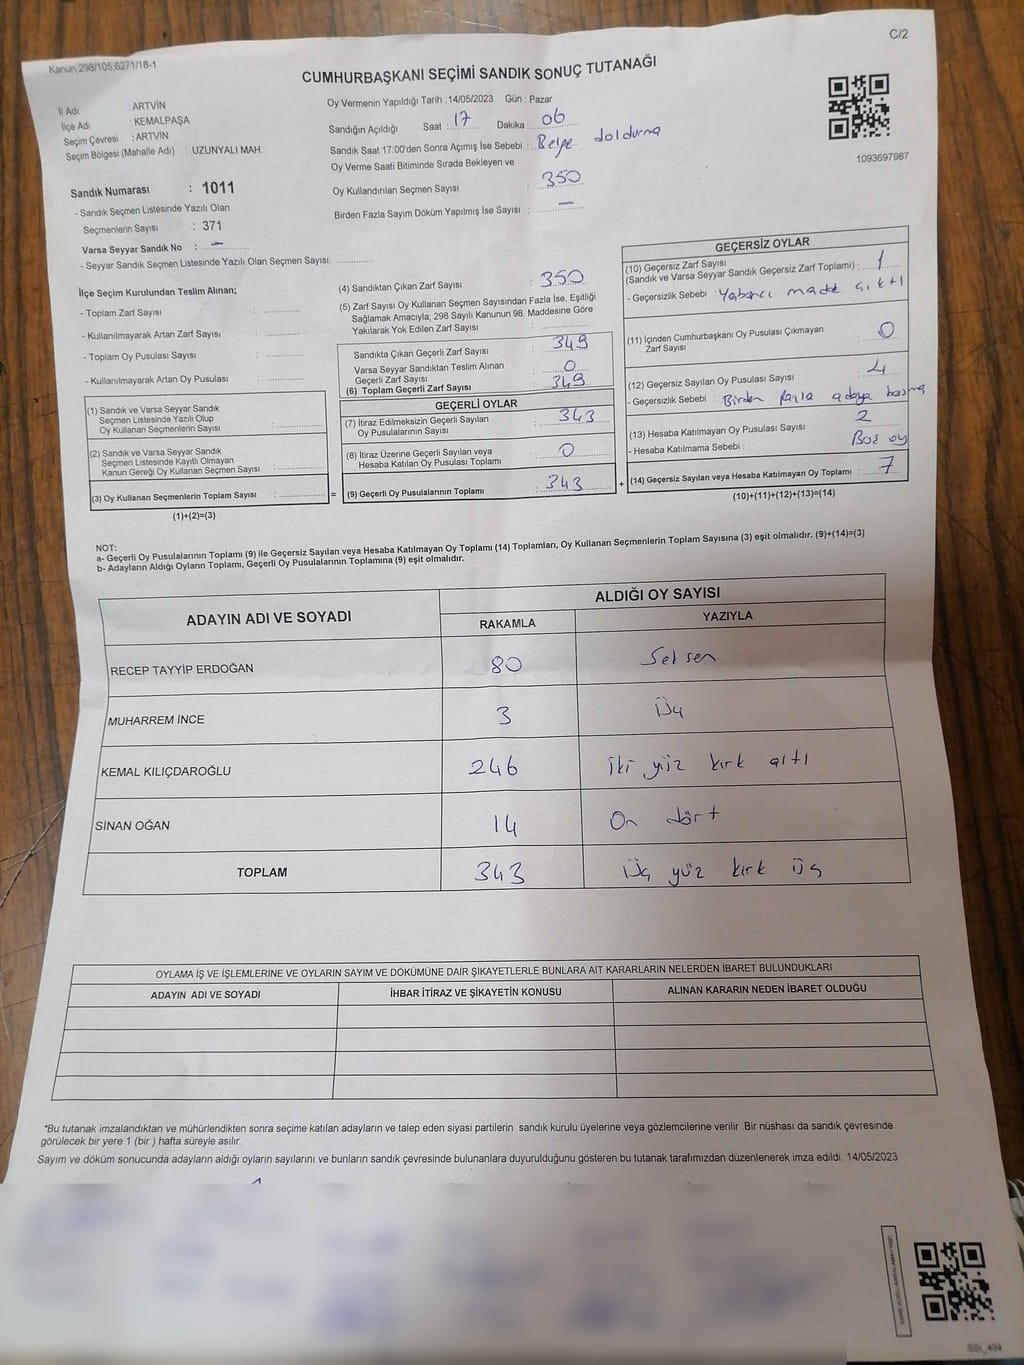 C/2
Kanun:298/105;6271/18-1
CUMHURBAŞKANI SEÇİMİ SANDIK SONUÇ TUTANAĞI
İl Adı : ARTVİN
İlçe Adı : KEMALPAŞA
Seçim Çevresi : ARTVİN
Seçim Bölgesi (Mahalle Adı) : UZUNYALI MAH.
Sandık Numarası : 1011
- Sandık Seçmen Listesinde Yazılı Olan
Seçmenlerin Sayısı : 371
Varsa Seyyar Sandık No : –
- Seyyar Sandık Seçmen Listesinde Yazılı Olan Seçmen Sayısı: ..............
Oy Vermenin Yapıldığı Tarih : 14/05/2023 Gün : Pazar
Sandığın Açıldığı Saat : 17 Dakika : 06
Sandık Saat 17:00'den Sonra Açımış İse Sebebi : Belge doldurma
Oy Verme Saati Bitiminde Sırada Bekleyen ve
Oy Kullandırılan Seçmen Sayısı : 350
Birden Fazla Sayım Döküm Yapılmış İse Sayısı : –
1093697987
İlçe Seçim Kurulundan Teslim Alınan;
- Toplam Zarf Sayısı : ..............
- Kullanılmayarak Artan Zarf Sayısı : ..............
- Toplam Oy Pusulası Sayısı : ..............
- Kullanılmayarak Artan Oy Pusulası : ..............
(1) Sandık ve Varsa Seyyar Sandık
Seçmen Listesinde Yazılı Olup
Oy Kullanan Seçmenlerin Sayısı : ..............
(2) Sandık ve Varsa Seyyar Sandık
Seçmen Listesinde Kayıtlı Olmayan
Kanun Gereği Oy Kullanan Seçmen Sayısı : ..............
(3) Oy Kullanan Seçmenlerin Toplam Sayısı : .............. =
(1)+(2)=(3)
(4) Sandıktan Çıkan Zarf Sayısı : 350
(5) Zarf Sayısı Oy Kullanan Seçmen Sayısından Fazla İse, Eşitliği
Sağlamak Amacıyla; 298 Sayılı Kanunun 98. Maddesine Göre
Yakılarak Yok Edilen Zarf Sayısı : ..............
Sandıkta Çıkan Geçerli Zarf Sayısı : 349
Varsa Seyyar Sandıktan Teslim Alınan
Geçerli Zarf Sayısı : 0
(6) Toplam Geçerli Zarf Sayısı : 349
GEÇERLİ OYLAR
(7) İtiraz Edilmeksizin Geçerli Sayılan
Oy Pusulalarının Sayısı : 343
(8) İtiraz Üzerine Geçerli Sayılan veya
Hesaba Katılan Oy Pusulası Toplamı : 0
(9) Geçerli Oy Pusulalarının Toplamı : 343 +
GEÇERSİZ OYLAR
(10) Geçersiz Zarf Sayısı
(Sandık ve Varsa Seyyar Sandık Geçersiz Zarf Toplamı) : 1
- Geçersizlik Sebebi : Yabancı madde çıktı
(11) İçinden Cumhurbaşkanı Oy Pusulası Çıkmayan
Zarf Sayısı : 0
(12) Geçersiz Sayılan Oy Pusulası Sayısı : 4
- Geçersizlik Sebebi : Birden fazla adaya basma
(13) Hesaba Katılmayan Oy Pusulası Sayısı : 2
- Hesaba Katılmama Sebebi : Boş oy
(14) Geçersiz Sayılan veya Hesaba Katılmayan Oy Toplamı : 7
(10)+(11)+(12)+(13)=(14)
NOT:
a- Geçerli Oy Pusulalarının Toplamı (9) ile Geçersiz Sayılan veya Hesaba Katılmayan Oy Toplamı (14) Toplamları, Oy Kullanan Seçmenlerin Toplam Sayısına (3) eşit olmalıdır. (9)+(14)=(3)
b- Adayların Aldığı Oyların Toplamı, Geçerli Oy Pusulalarının Toplamına (9) eşit olmalıdır.
ADAYIN ADI VE SOYADI ALDIĞI OY SAYISI
RAKAMLA YAZIYLA
RECEP TAYYİP ERDOĞAN 80 Seksen
MUHARREM İNCE 3 Üç
KEMAL KILIÇDAROĞLU 246 iki yüz kırk altı
SİNAN OĞAN 14 On dört
TOPLAM 343 Üç yüz kırk üç
OYLAMA İŞ VE İŞLEMLERİNE VE OYLARIN SAYIM VE DÖKÜMÜNE DAİR ŞİKAYETLERLE BUNLARA AİT KARARLARIN NELERDEN İBARET BULUNDUKLARI
ADAYIN ADI VE SOYADI İHBAR İTİRAZ VE ŞİKAYETİN KONUSU ALINAN KARARIN NEDEN İBARET OLDUĞU
*Bu tutanak imzalandıktan ve mühürlendikten sonra seçime katılan adayların ve talep eden siyasi partilerin sandık kurulu üyelerine veya gözlemcilerine verilir. Bir nüshası da sandık çevresinde
görülecek bir yere 1 (bir ) hafta süreyle asılır.
Sayım ve döküm sonucunda adayların aldığı oyların sayılarını ve bunların sandık çevresinde bulunanlara duyurulduğunu gösteren bu tutanak tarafımızdan düzenlenerek imza edildi. 14/05/2023